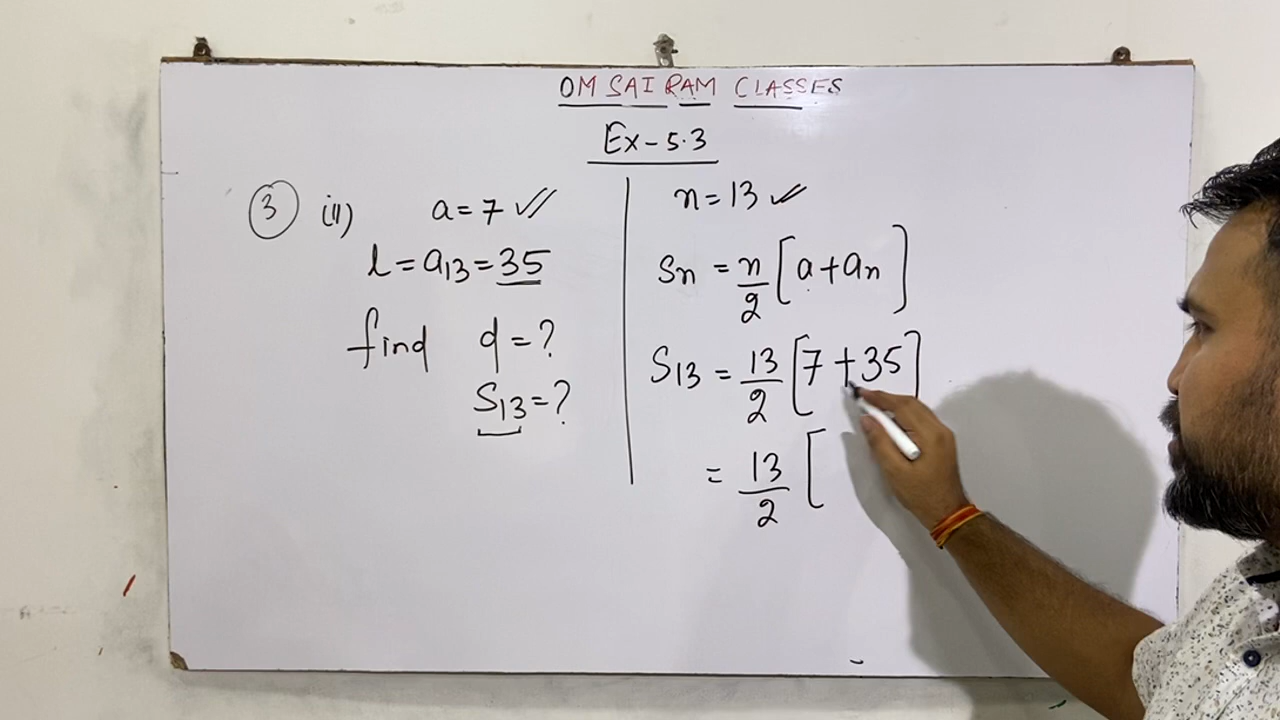 OM SAI RAM CLASSES
Ex - 5.3
3 (ii) a = 7 ✓
l = a13 = 35
find d = ?
S13 = ?
n = 13 ✓
Sn = n/2 [a + an]
S13 = 13/2 [7 + 35]
= 13/2 [